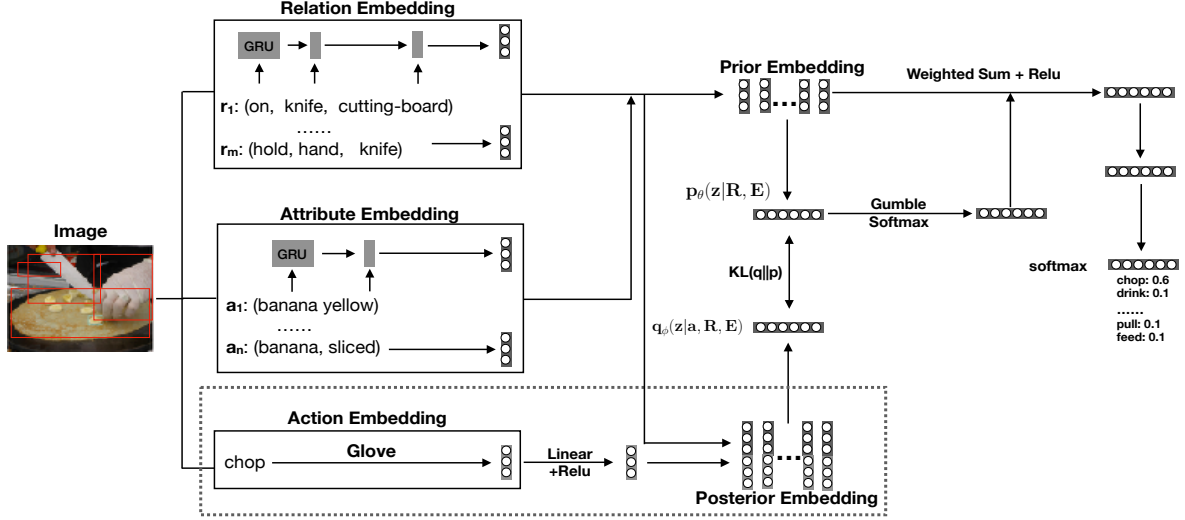 Relation Embedding
GRU
r1: (on, knife, cutting-board)
......
rm: (hold, hand, knife)
Attribute Embedding
GRU
a1: (banana yellow)
......
an: (banana, sliced)
Image
Action Embedding
chop
Glove
Linear
+Relu
Prior Embedding
...
Weighted Sum + Relu
pθ(z|R, E)
Gumble
Softmax
KL(q||p)
qϕ(z|a, R, E)
...
Posterior Embedding
softmax
chop: 0.6
drink: 0.1
......
pull: 0.1
feed: 0.1